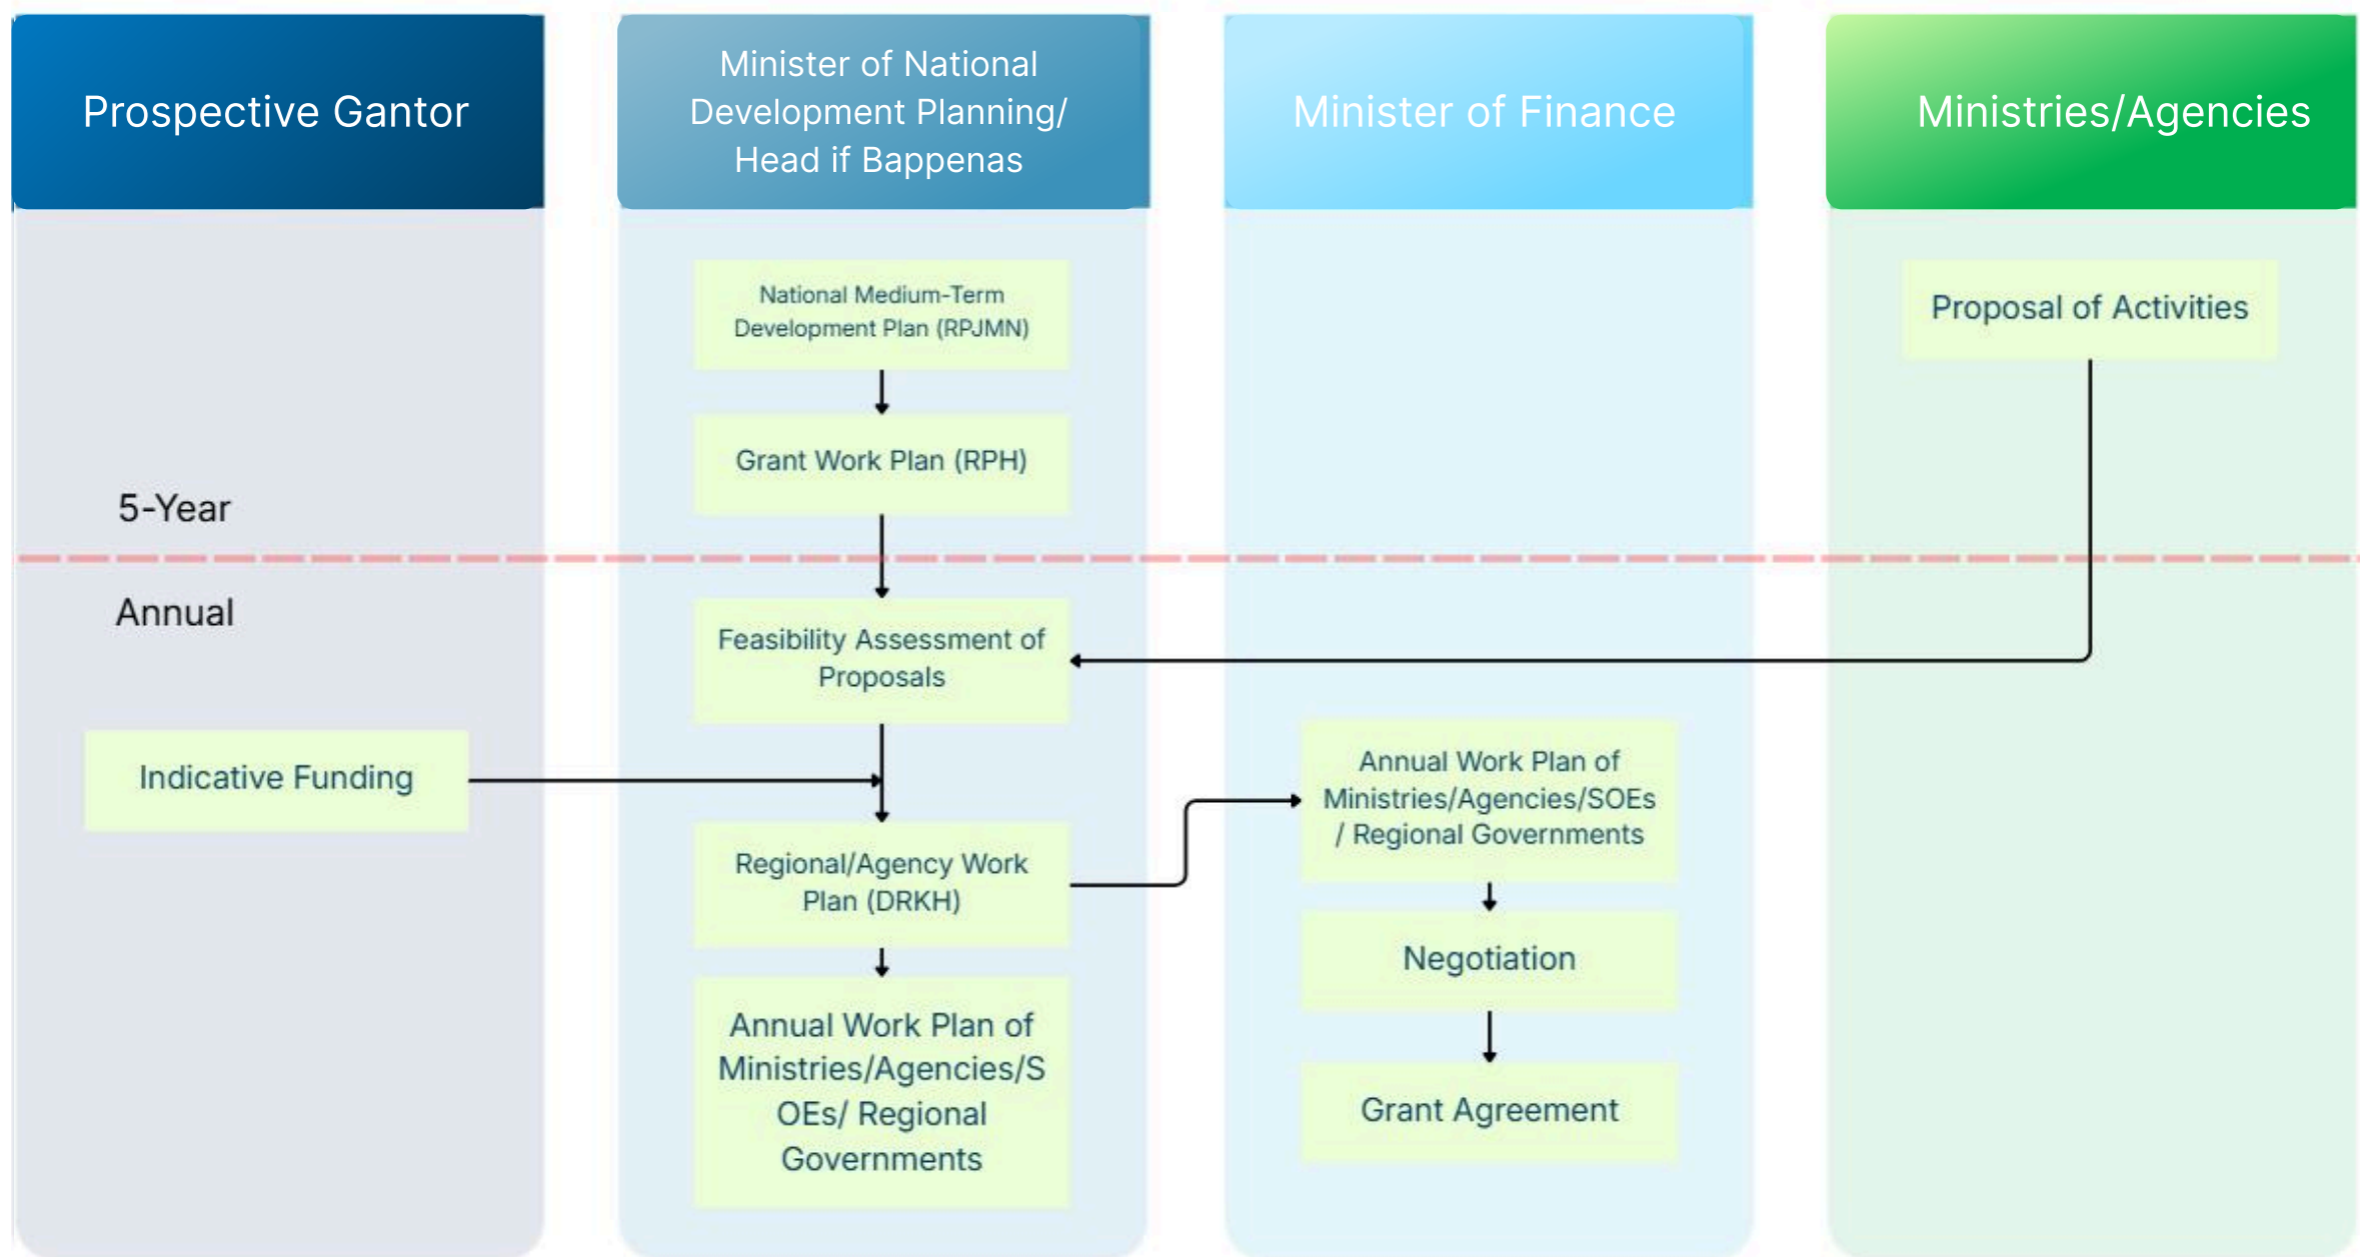 Prospective Gantor
Minister of National
Development Planning/
Head if Bappenas
Minister of Finance
Ministries/Agencies
National Medium-Term
Development Plan (RPJMN)
Proposal of Activities
Grant Work Plan (RPH)
5-Year
Annual
Feasibility Assessment of
Proposals
Indicative Funding
Annual Work Plan of
Ministries/Agencies/SOEs
/ Regional Governments
Regional/Agency Work
Plan (DRKH)
Negotiation
Annual Work Plan of
Ministries/Agencies/S
OEs/ Regional
Governments
Grant Agreement